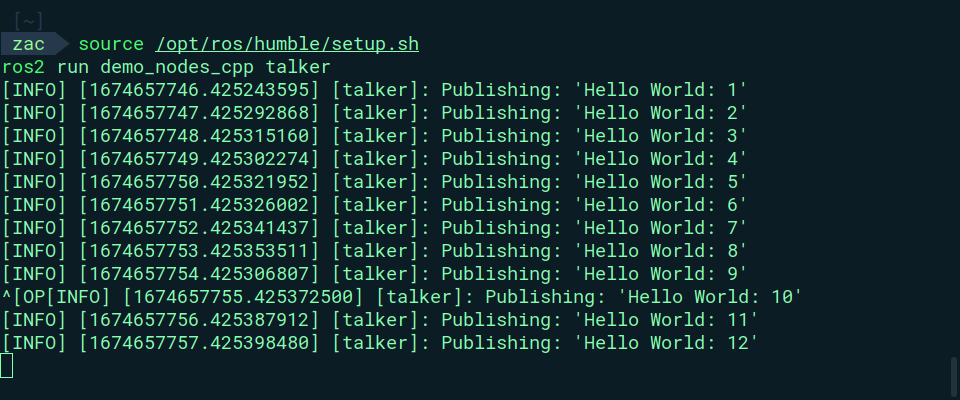 [~]
zac source /opt/ros/humble/setup.sh
ros2 run demo_nodes_cpp talker
[INFO] [1674657746.425243595] [talker]: Publishing: 'Hello World: 1'
[INFO] [1674657747.425292868] [talker]: Publishing: 'Hello World: 2'
[INFO] [1674657748.425315160] [talker]: Publishing: 'Hello World: 3'
[INFO] [1674657749.425302274] [talker]: Publishing: 'Hello World: 4'
[INFO] [1674657750.425321952] [talker]: Publishing: 'Hello World: 5'
[INFO] [1674657751.425326002] [talker]: Publishing: 'Hello World: 6'
[INFO] [1674657752.425341437] [talker]: Publishing: 'Hello World: 7'
[INFO] [1674657753.425353511] [talker]: Publishing: 'Hello World: 8'
[INFO] [1674657754.425306807] [talker]: Publishing: 'Hello World: 9'
^[OP[INFO] [1674657755.425372500] [talker]: Publishing: 'Hello World: 10'
[INFO] [1674657756.425387912] [talker]: Publishing: 'Hello World: 11'
[INFO] [1674657757.425398480] [talker]: Publishing: 'Hello World: 12'